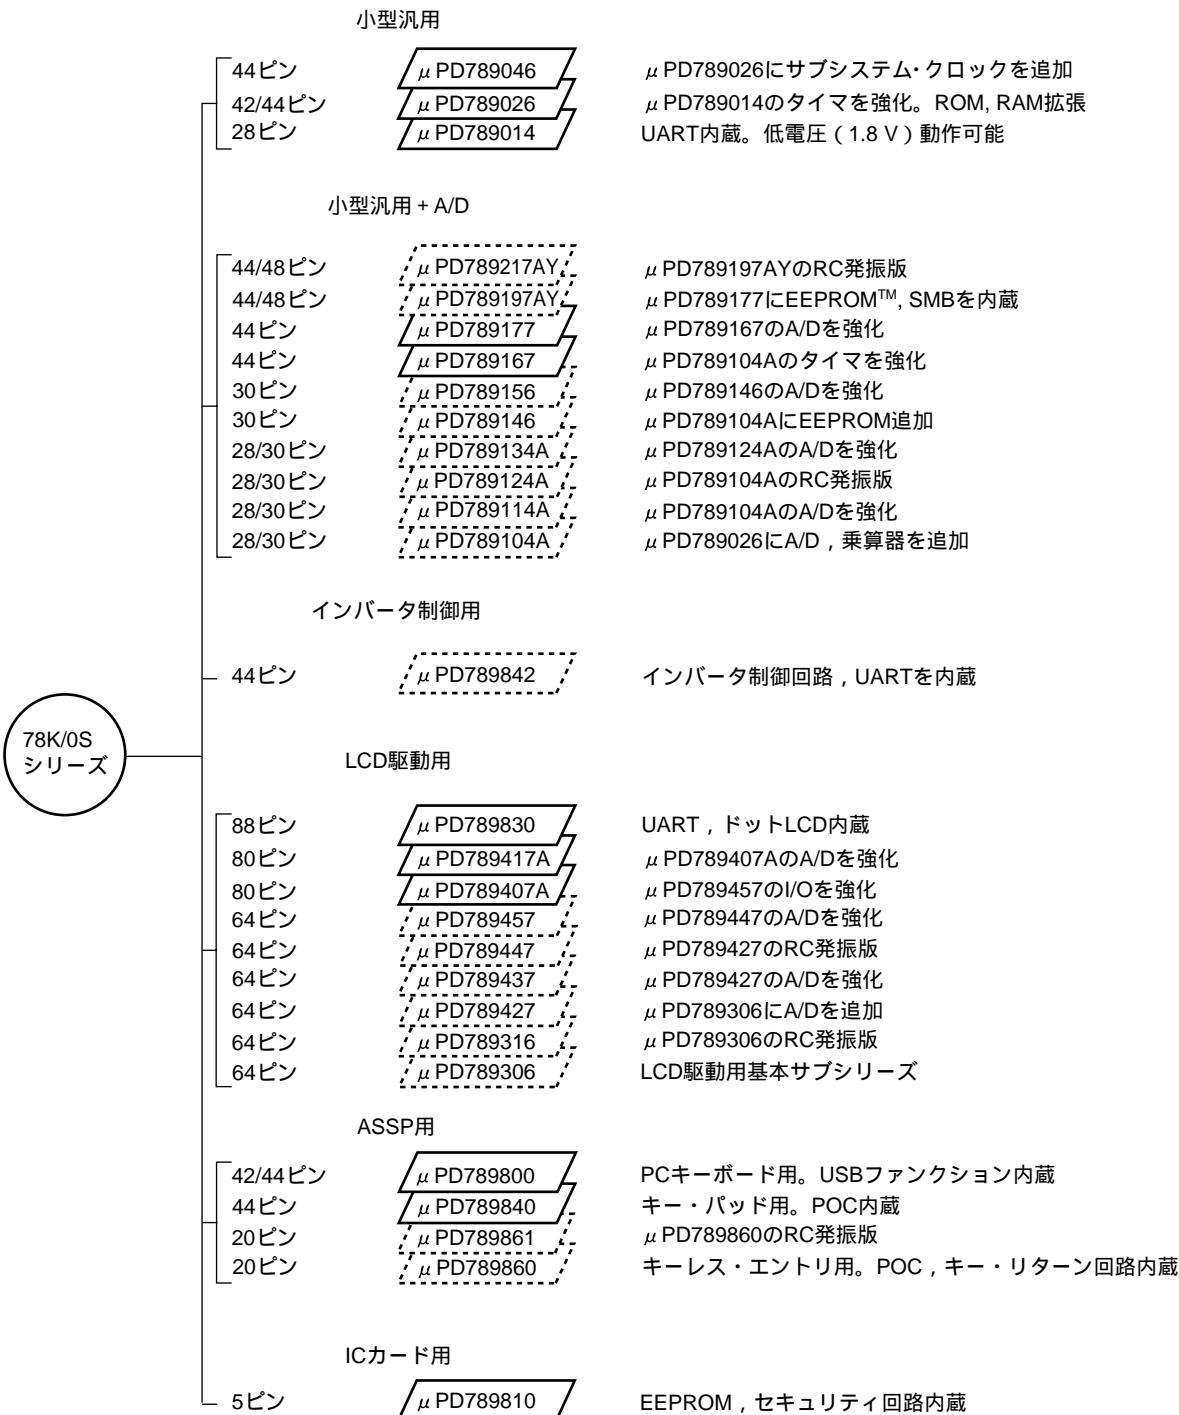 小型汎用
44ピン μPD789046 μPD789026にサブシステム・クロックを追加
42/44ピン μPD789026 μPD789014のタイマを強化。ROM, RAM拡張
28ピン μPD789014 UART内蔵。低電圧(1.8 V)動作可能
小型汎用+A/D
44/48ピン μPD789217AY μPD789197AYのRC発振版
44/48ピン μPD789197AY μPD789177にEEPROM™, SMBを内蔵
44ピン μPD789177 μPD789167のA/Dを強化
44ピン μPD789167 μPD789104Aのタイマを強化
30ピン μPD789156 μPD789146のA/Dを強化
30ピン μPD789146 μPD789104AにEEPROM追加
28/30ピン μPD789134A μPD789124AのA/Dを強化
28/30ピン μPD789124A μPD789104AのRC発振版
28/30ピン μPD789114A μPD789104AのA/Dを強化
28/30ピン μPD789104A μPD789026にA/D,乗算器を追加
インバータ制御用
44ピン μPD789842 インバータ制御回路,UARTを内蔵
78K/0S
シリーズ
LCD駆動用
88ピン μPD789830 UART,ドットLCD内蔵
80ピン μPD789417A μPD789407AのA/Dを強化
80ピン μPD789407A μPD789457のI/Oを強化
64ピン μPD789457 μPD789447のA/Dを強化
64ピン μPD789447 μPD789427のRC発振版
64ピン μPD789437 μPD789427のA/Dを強化
64ピン μPD789427 μPD789306にA/Dを追加
64ピン μPD789316 μPD789306のRC発振版
64ピン μPD789306 LCD駆動用基本サブシリーズ
ASSP用
42/44ピン μPD789800 PCキーボード用。USBファンクション内蔵
44ピン μPD789840 キー・パッド用。POC内蔵
20ピン μPD789861 μPD789860のRC発振版
20ピン μPD789860 キーレス・エントリ用。POC,キー・リターン回路内蔵
ICカード用
5ピン μPD789810 EEPROM,セキュリティ回路内蔵